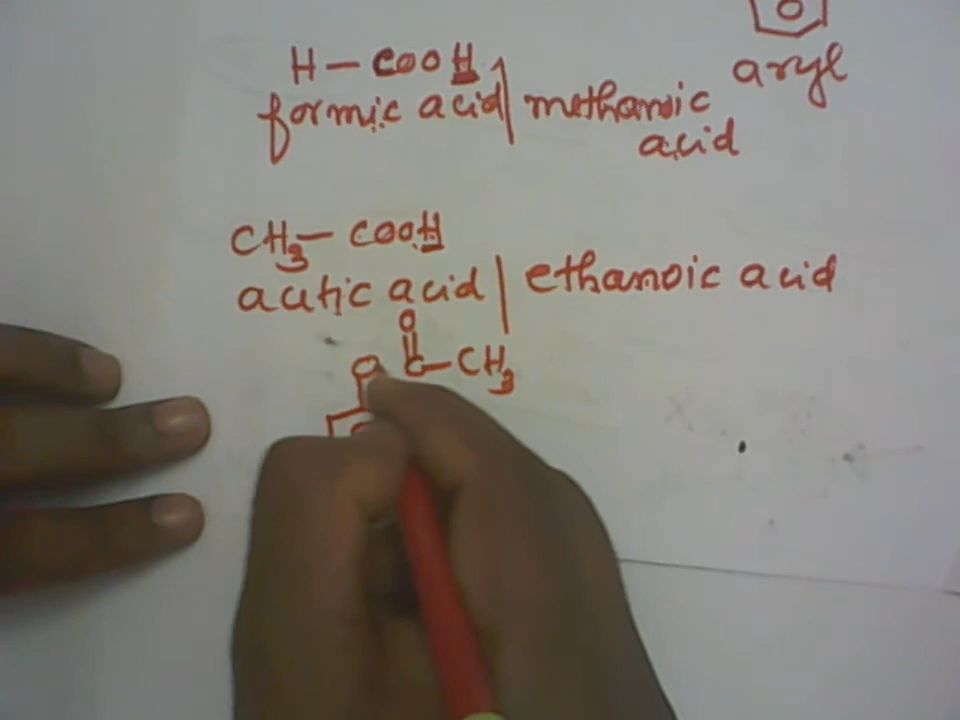 H - COOH
aryl
formic acid | methanoic
acid
CH3 - COOH
acetic acid | ethanoic acid
O
O C-CH3